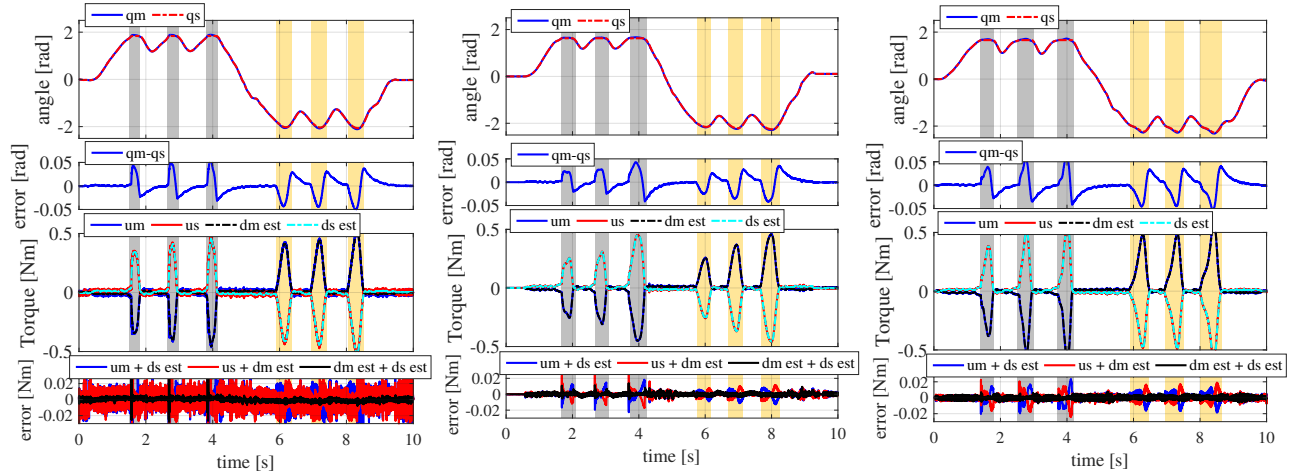 qm qs
angle [rad]
2
0
-2
qm-qs
error [rad]
0.05
0
-0.05
um us dm est ds est
Torque [Nm]
0.5
0
-0.5
um + ds est us + dm est dm est + ds est
error [Nm]
0.02
0
-0.02
0 2 4 6 8 10
time [s]
qm qs
angle [rad]
2
0
-2
qm-qs
error [rad]
0.05
0
-0.05
um us dm est ds est
Torque [Nm]
0.5
0
-0.5
um + ds est us + dm est dm est + ds est
error [Nm]
0.02
0
-0.02
0 2 4 6 8 10
time [s]
qm qs
angle [rad]
2
0
-2
qm-qs
error [rad]
0.05
0
-0.05
um us dm est ds est
Torque [Nm]
0.5
0
-0.5
um + ds est us + dm est dm est + ds est
error [Nm]
0.02
0
-0.02
0 2 4 6 8 10
time [s]